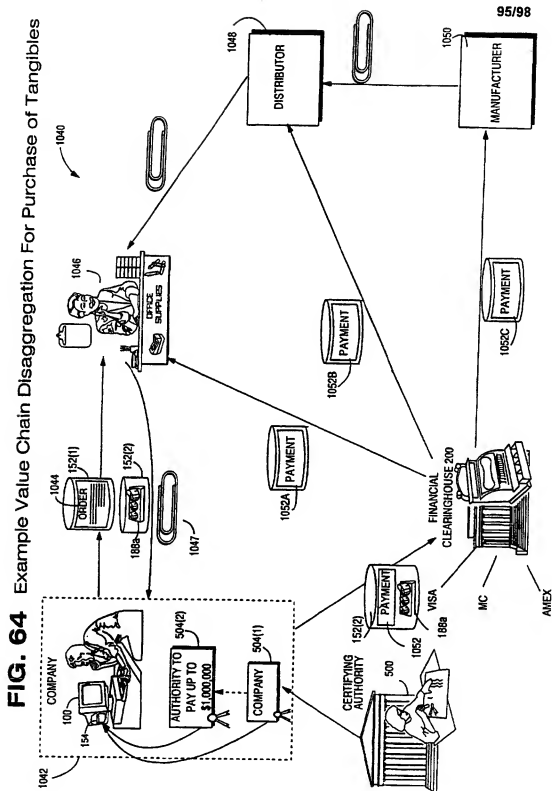 95/98
FIG. 64 Example Value Chain Disaggregation For Purchase of Tangibles
1040
1042
COMPANY
100
154
AUTHORITY TO
PAY UP TO
$1,000,000
504(2)
COMPANY
504(1)
1044
ORDER
152(1)
152(2)
188a
1047
1046
OFFICE
SUPPLIES
1048
DISTRIBUTOR
1050
MANUFACTURER
PAYMENT
1052A
PAYMENT
1052B
PAYMENT
1052C
FINANCIAL
CLEARINGHOUSE 200
152(2)
PAYMENT
1052
188a
VISA
MC
AMEX
CERTIFYING
AUTHORITY
500